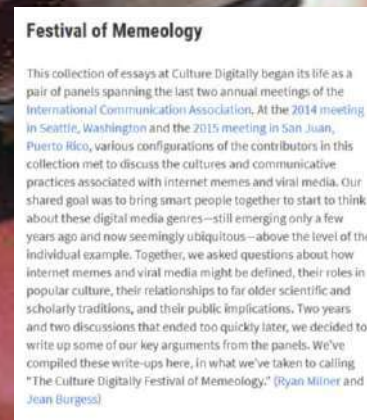 Festival of Memeology
This collection of essays at Culture Digitally began its life as a
pair of panels spanning the last two annual meetings of the
International Communication Association. At the 2014 meeting
in Seattle, Washington and the 2015 meeting in San Juan,
Puerto Rico, various configurations of the contributors in this
collection met to discuss the cultures and communicative
practices associated with internet memes and viral media. Our
shared goal was to bring smart people together to start to think
about these digital media genres—still emerging only a few
years ago and now seemingly ubiquitous—above the level of the
individual example. Together, we asked questions about how
internet memes and viral media might be defined, their roles in
popular culture, their relationships to far older scientific and
scholarly traditions, and their public implications. Two years
and two discussions that ended too quickly later, we decided to
write up some of our key arguments from the panels. We've
compiled these write-ups here, in what we've taken to calling
"The Culture Digitally Festival of Memeology." (Ryan Milner and
Jean Burgess)